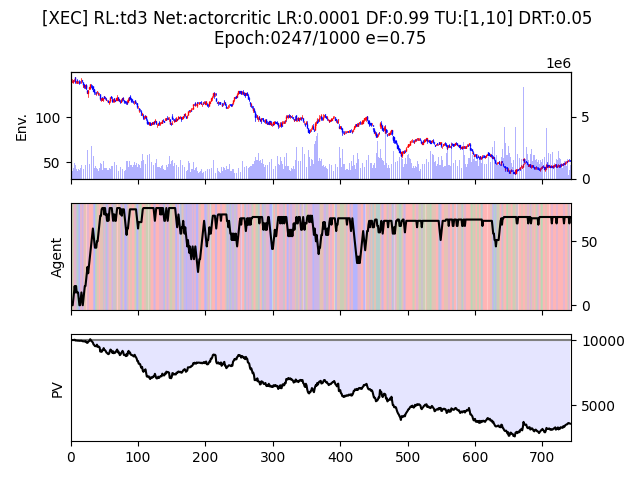 [XEC] RL:td3 Net:actorcritic LR:0.0001 DF:0.99 TU:[1,10] DRT:0.05
Epoch:0247/1000 e=0.75
1e6
Env.
100
50
5
0
Agent
50
0
PV
10000
5000
0 100 200 300 400 500 600 700